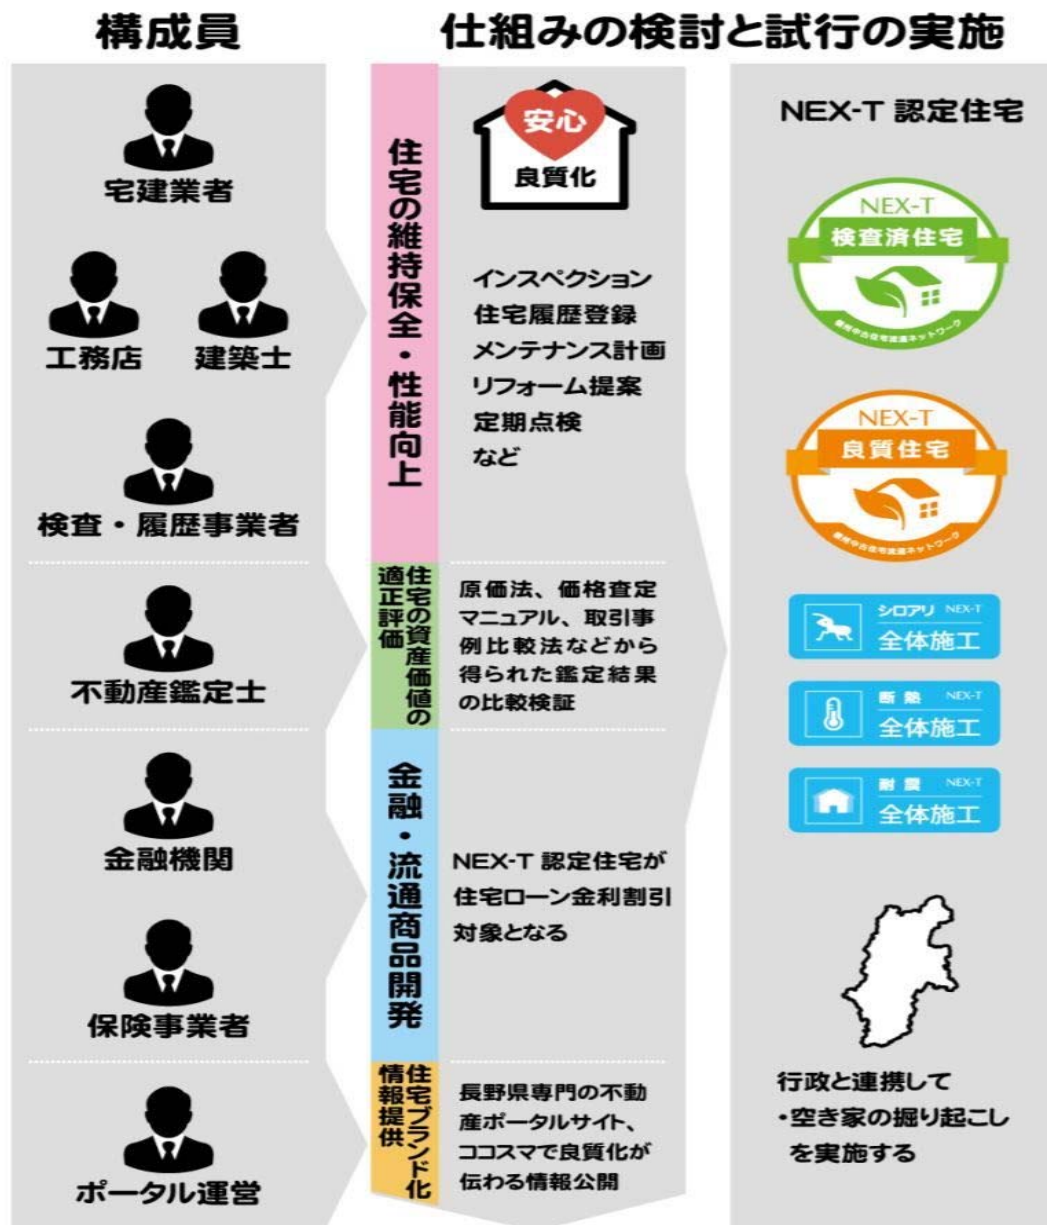 構成員
仕組みの検討と試行の実施
宅建業者
工務店
建築士
検査・履歴事業者
不動産鑑定士
金融機関
保険事業者
ポータル運営
住宅の維持保全・性能向上
安心
良質化
インスペクション
住宅履歴登録
メンテナンス計画
リフォーム提案
定期点検
など
住宅の資産価値の
適正評価
原価法、価格査定
マニュアル、取引事
例比較法などから
得られた鑑定結果
の比較検証
金融・流通商品開発
NEX-T 認定住宅が
住宅ローン金利割引
対象となる
住宅ブランド化
情報提供
長野県専門の不動
産ポータルサイト、
ココスマで良質化が
伝わる情報公開
NEX-T 認定住宅
NEX-T
検査済住宅
NEX-T
良質住宅
シロアリ NEX-T
全体施工
断熱 NEX-T
全体施工
耐震 NEX-T
全体施工
行政と連携して
・空き家の掘り起こし
を実施する